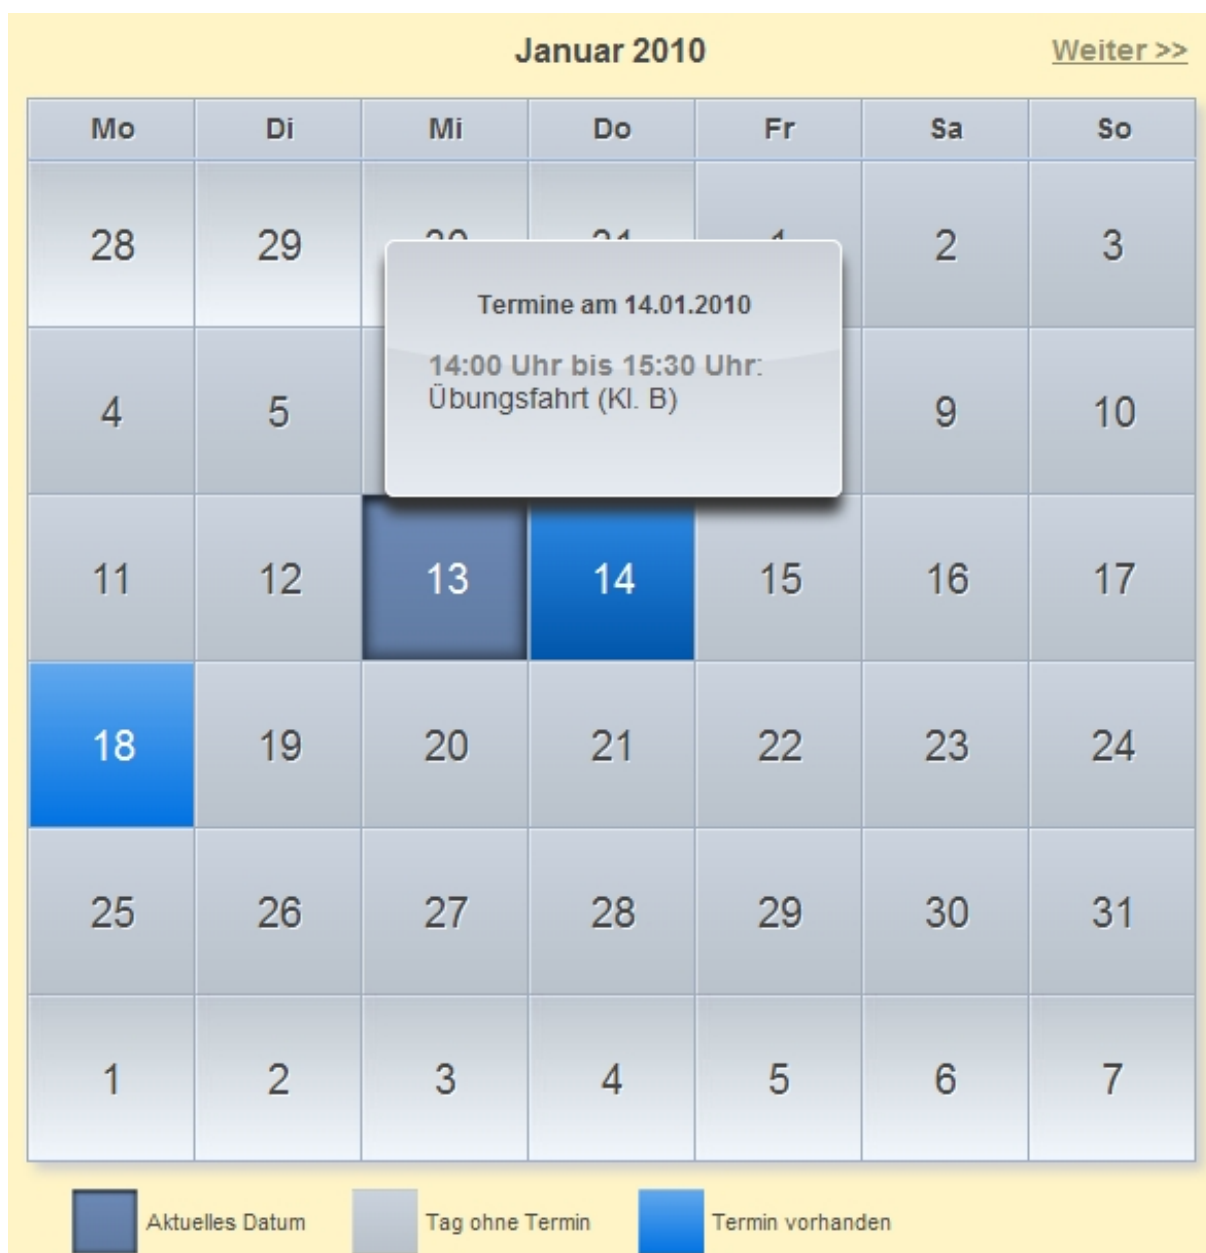 Januar 2010 Weiter >>
Mo Di Mi Do Fr Sa So
28 29 2 3
Termine am 14.01.2010
14:00 Uhr bis 15:30 Uhr:
Übungsfahrt (Kl. B)
4 5 9 10
11 12 13 14 15 16 17
18 19 20 21 22 23 24
25 26 27 28 29 30 31
1 2 3 4 5 6 7
Aktuelles Datum Tag ohne Termin Termin vorhanden